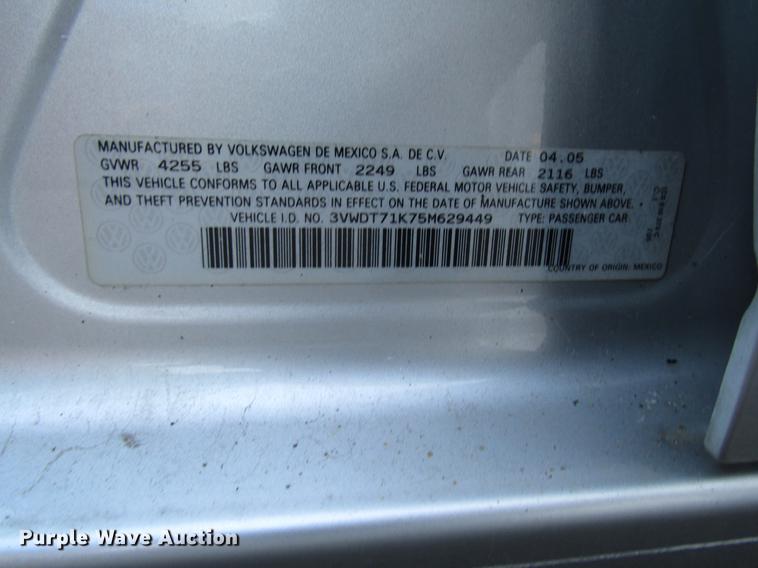 MANUFACTURED BY VOLKSWAGEN DE MEXICO S.A. DE C.V. DATE 04.05
GVWR 4255 LBS GAWR FRONT 2249 LBS GAWR REAR 2116 LBS
THIS VEHICLE CONFORMS TO ALL APPLICABLE U.S. FEDERAL MOTOR VEHICLE SAFETY, BUMPER,
AND THEFT PREVENTION STANDARDS IN EFFECT ON THE DATE OF MANUFACTURE SHOWN ABOVE.
VEHICLE I.D. NO. 3VWDT71K75M629449 TYPE: PASSENGER CAR
COUNTRY OF ORIGIN: MEXICO
Purple Wave Auction